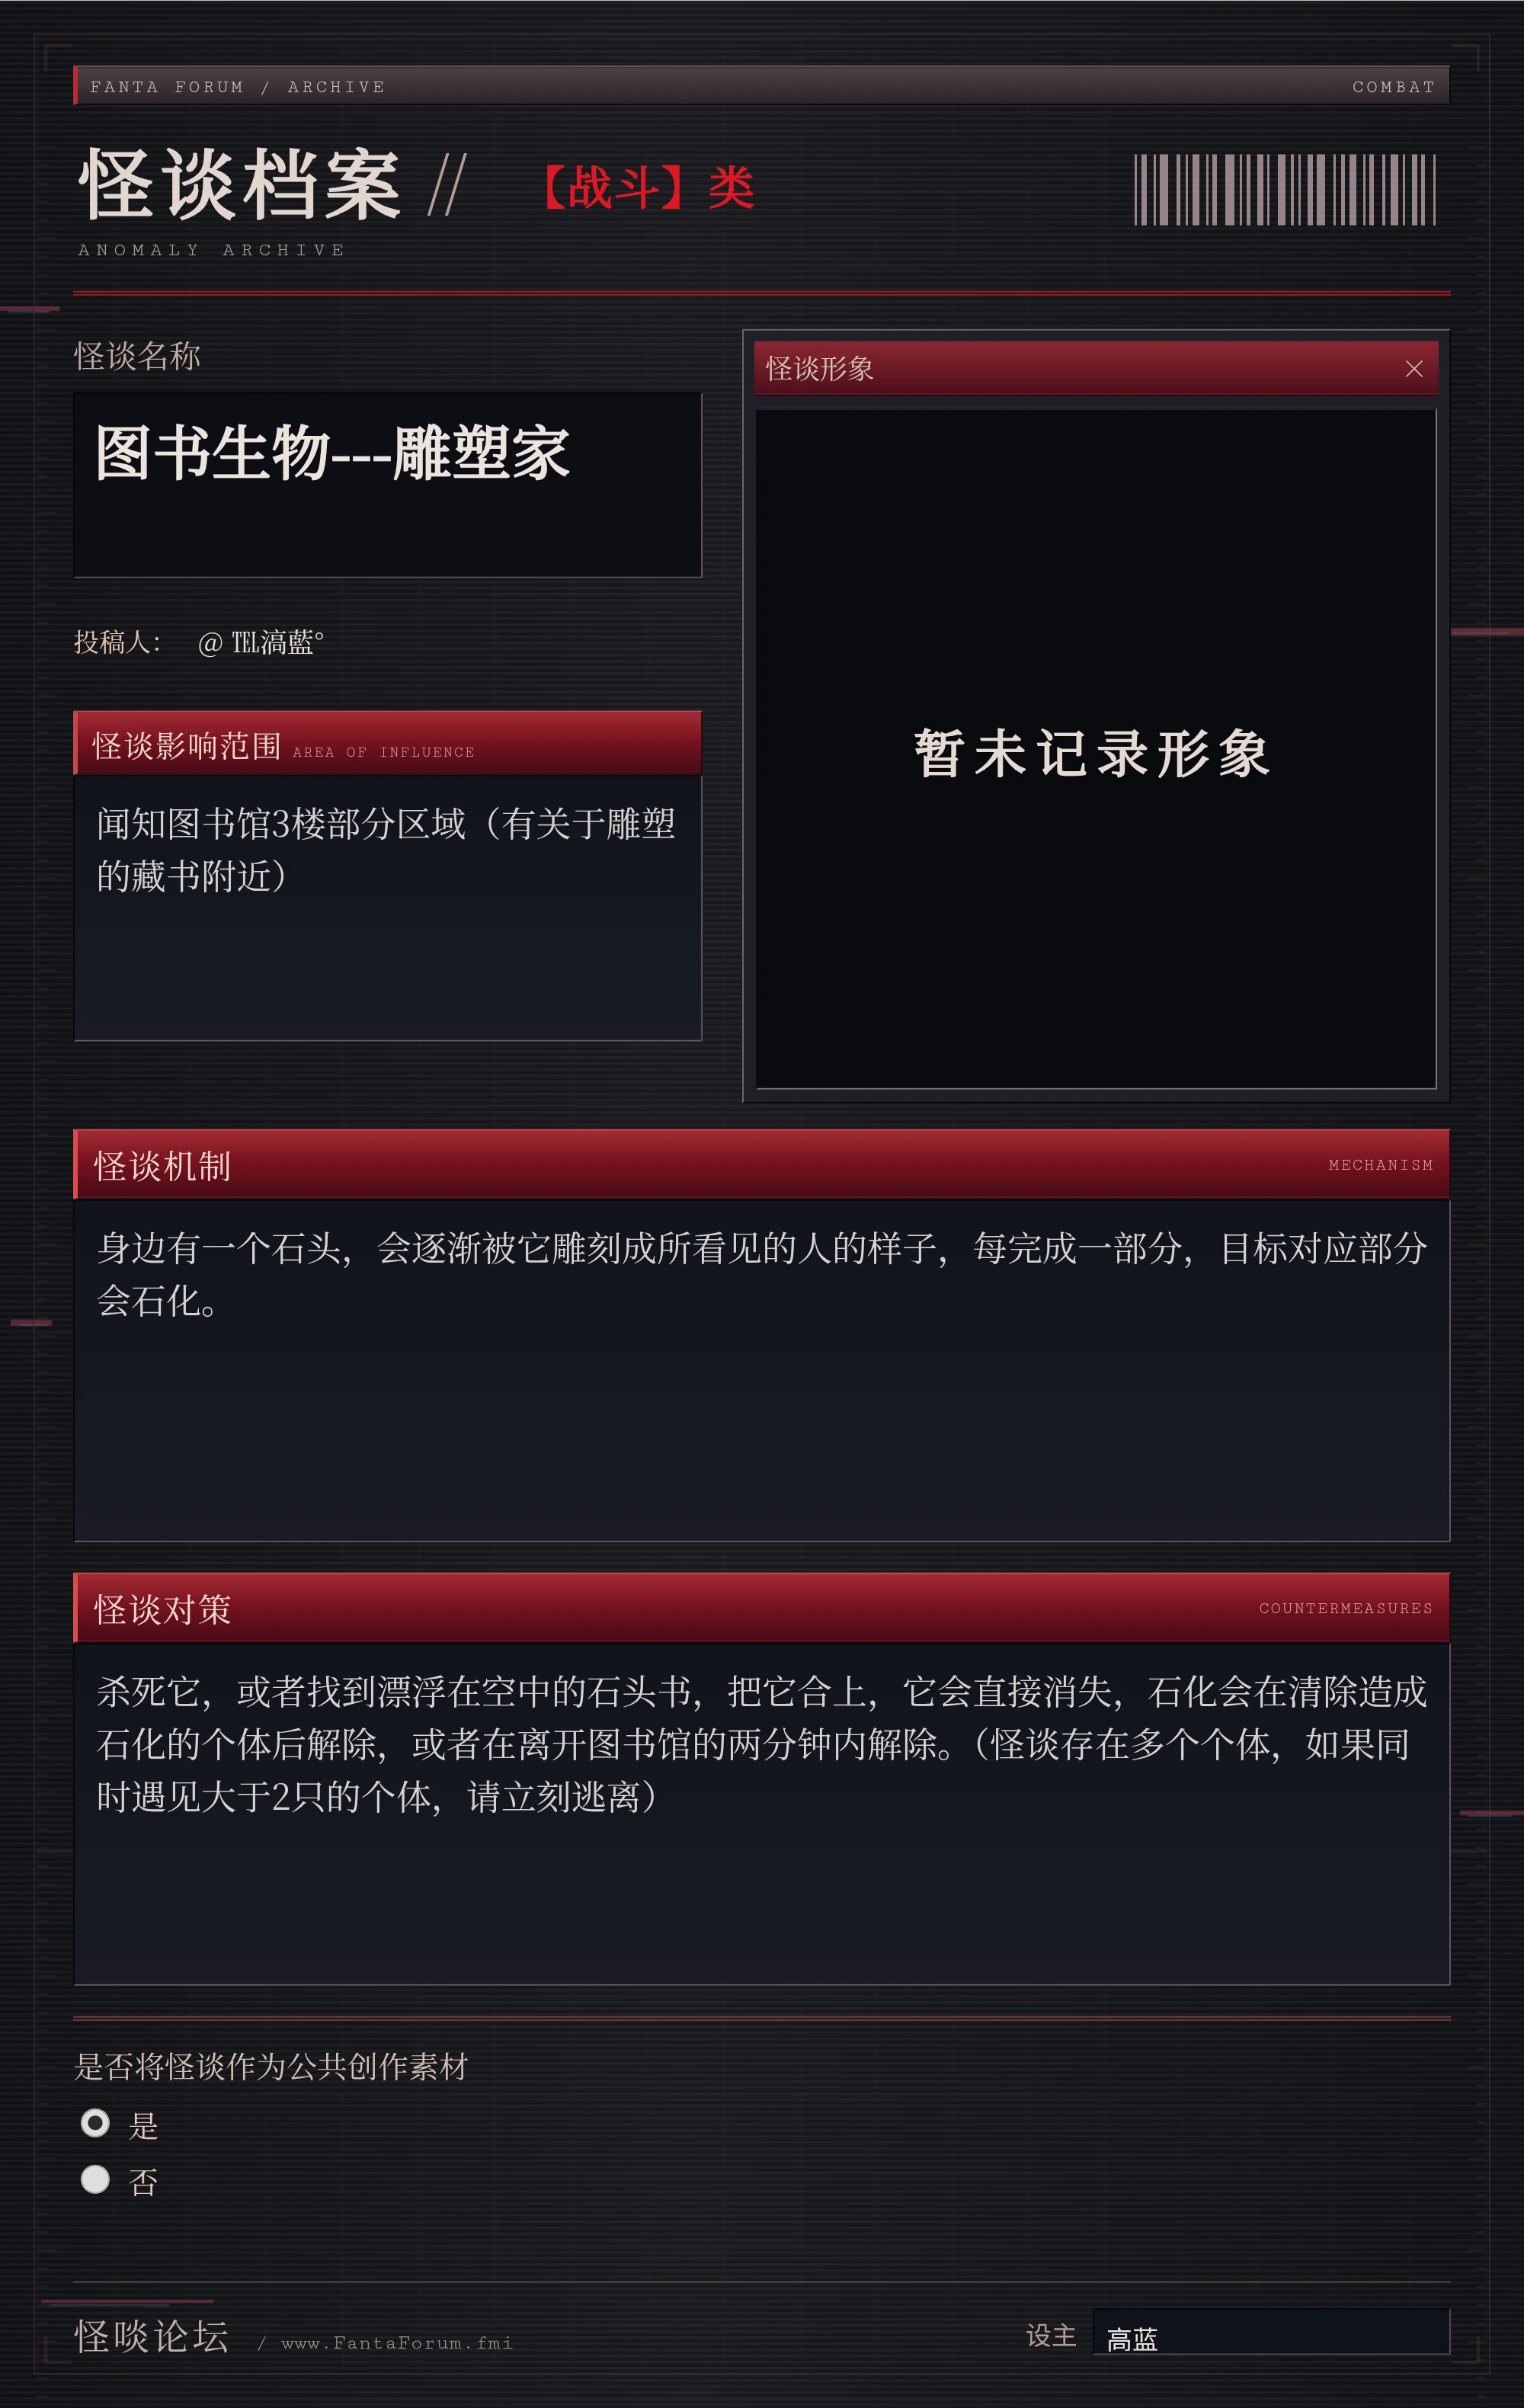 FANTA FORUM / ARCHIVE
COMBAT
怪谈档案 // 【战斗】类
ANOMALY ARCHIVE
怪谈名称
图书生物---雕塑家
投稿人： @ TEL滈藍°
怪谈影响范围 AREA OF INFLUENCE
闻知图书馆3楼部分区域（有关于雕塑
的藏书附近）
怪谈形象 ×
暂未记录形象
怪谈机制 MECHANISM
身边有一个石头，会逐渐被它雕刻成所看见的人的样子，每完成一部分，目标对应部分
会石化。
怪谈对策 COUNTERMEASURES
杀死它，或者找到漂浮在空中的石头书，把它合上，它会直接消失，石化会在清除造成
石化的个体后解除，或者在离开图书馆的两分钟内解除。（怪谈存在多个个体，如果同
时遇见大于2只的个体，请立刻逃离）
是否将怪谈作为公共创作素材
是
否
怪啖论坛 / www.FantaForum.fmi
设主 高蓝